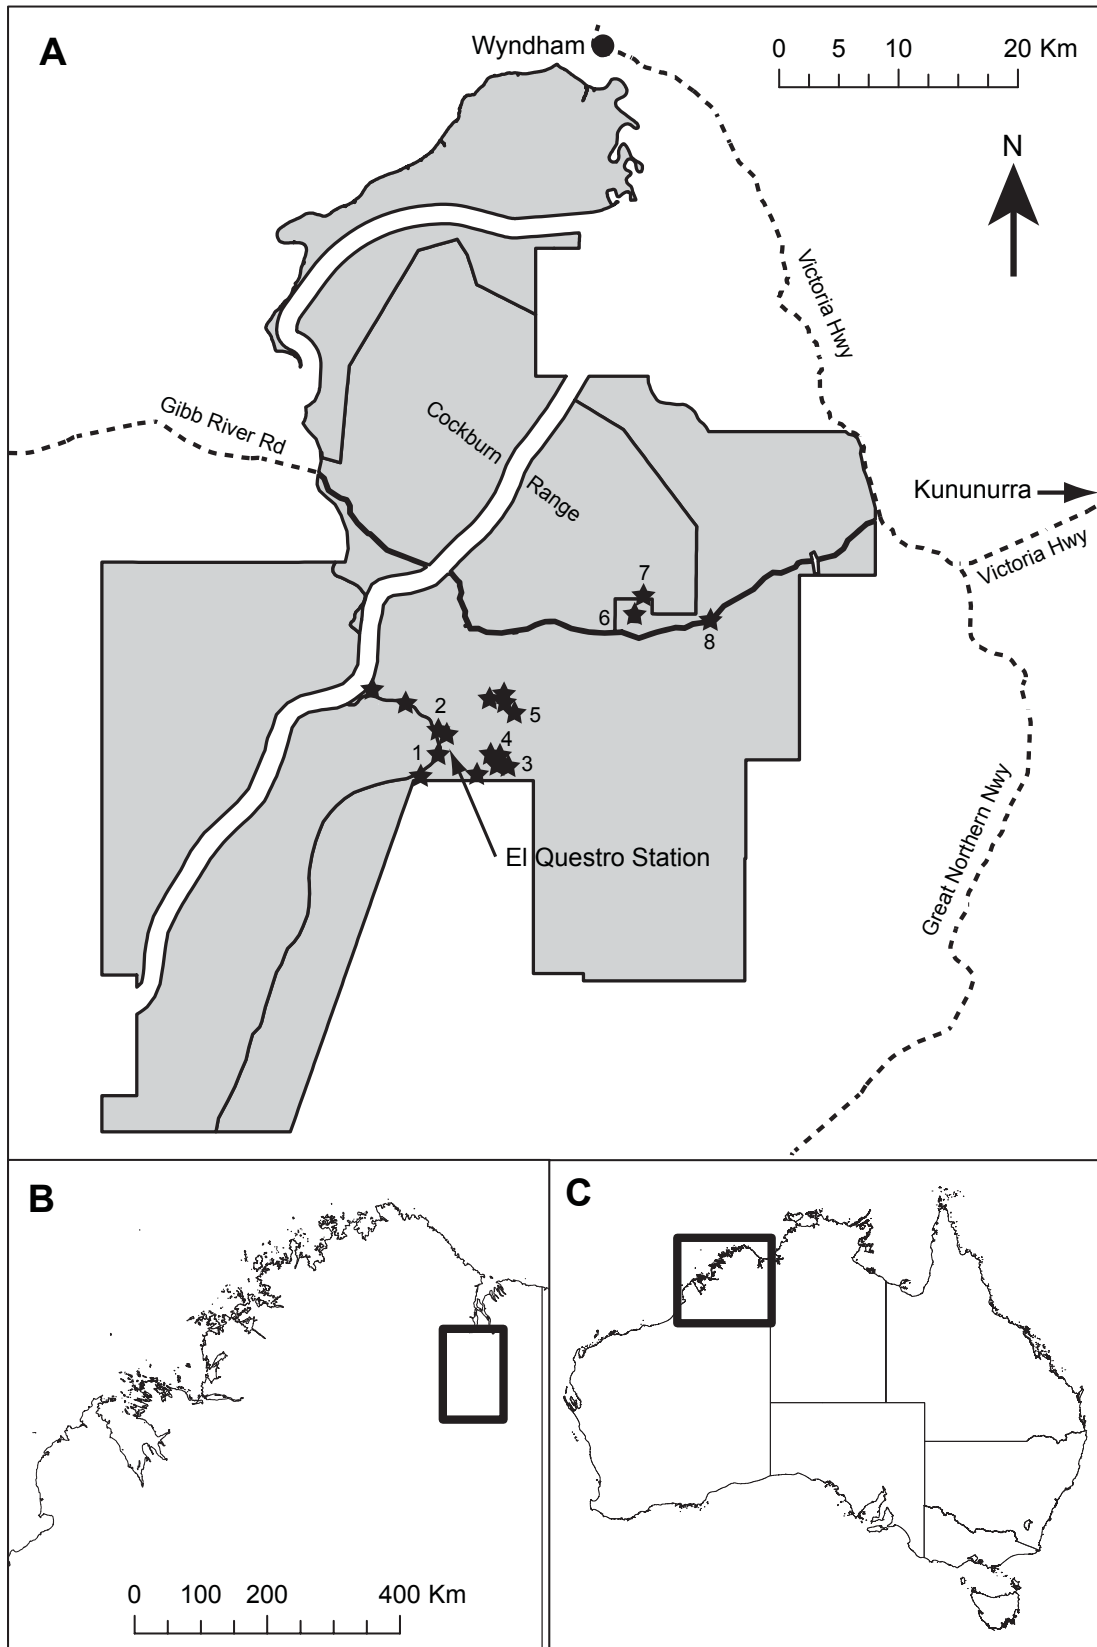 A
Wyndham
0 5 10 20 Km
N
Victoria Hwy
Gibb River Rd
Cockburn
Range
Kununurra
Victoria Hwy
7
6
8
2
5
1
4
3
El Questro Station
Great Northern Nwy
B
C
0 100 200 400 Km